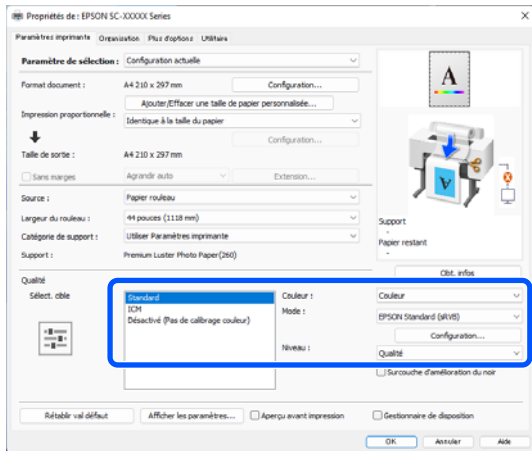 Propriétés de : EPSON SC-XXXXX Series
Paramètres imprimante Organisation Plus d'options Utilitaire
Paramètre de sélection : Configuration actuelle
Format document : A4 210 x 297 mm Configuration...
Ajouter/Effacer une taille de papier personnalisée...
Impression proportionnelle : Identique à la taille du papier
Configuration...
Taille de sortie : A4 210 x 297 mm
Sans marges Agrandir auto Extension...
Source : Papier rouleau
Largeur du rouleau : 44 pouces (1118 mm)
Catégorie de support : Utiliser Paramètres imprimante
Support : Premium Luster Photo Paper(260)
A
A
Support
-
Papier restant
-
Obt. infos
Qualité
Sélect. cible
Standard
ICM
Désactivé (Pas de calibrage couleur)
Couleur : Couleur
Mode : EPSON Standard (sRVB)
Configuration...
Niveau : Qualité
Surcouche d'amélioration du noir
Rétablir val défaut Afficher les paramètres... Aperçu avant impression Gestionnaire de disposition
OK Annuler Aide